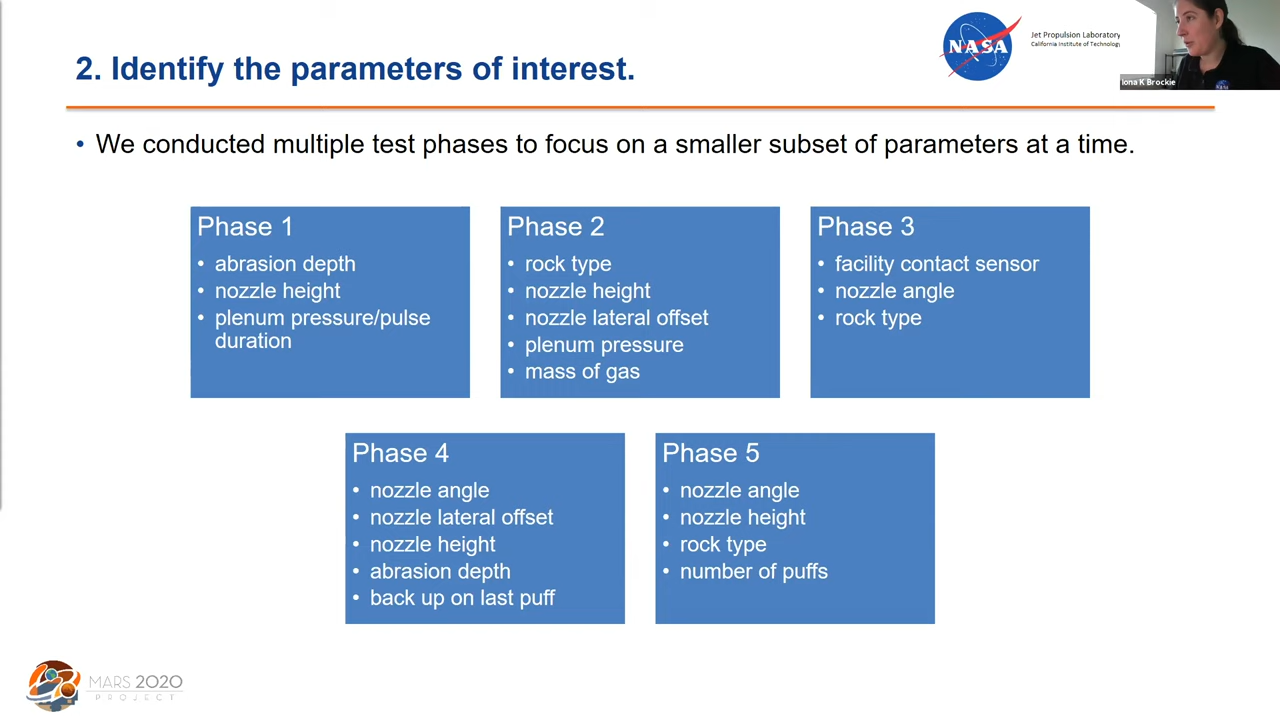 NASA
Jet Propulsion Laboratory
California Institute of Technology
iona K Brockie
2. Identify the parameters of interest.
• We conducted multiple test phases to focus on a smaller subset of parameters at a time.
Phase 1
• abrasion depth
• nozzle height
• plenum pressure/pulse
duration
Phase 2
• rock type
• nozzle height
• nozzle lateral offset
• plenum pressure
• mass of gas
Phase 3
• facility contact sensor
• nozzle angle
• rock type
Phase 4
• nozzle angle
• nozzle lateral offset
• nozzle height
• abrasion depth
• back up on last puff
Phase 5
• nozzle angle
• nozzle height
• rock type
• number of puffs
MARS 2020
PROJECT